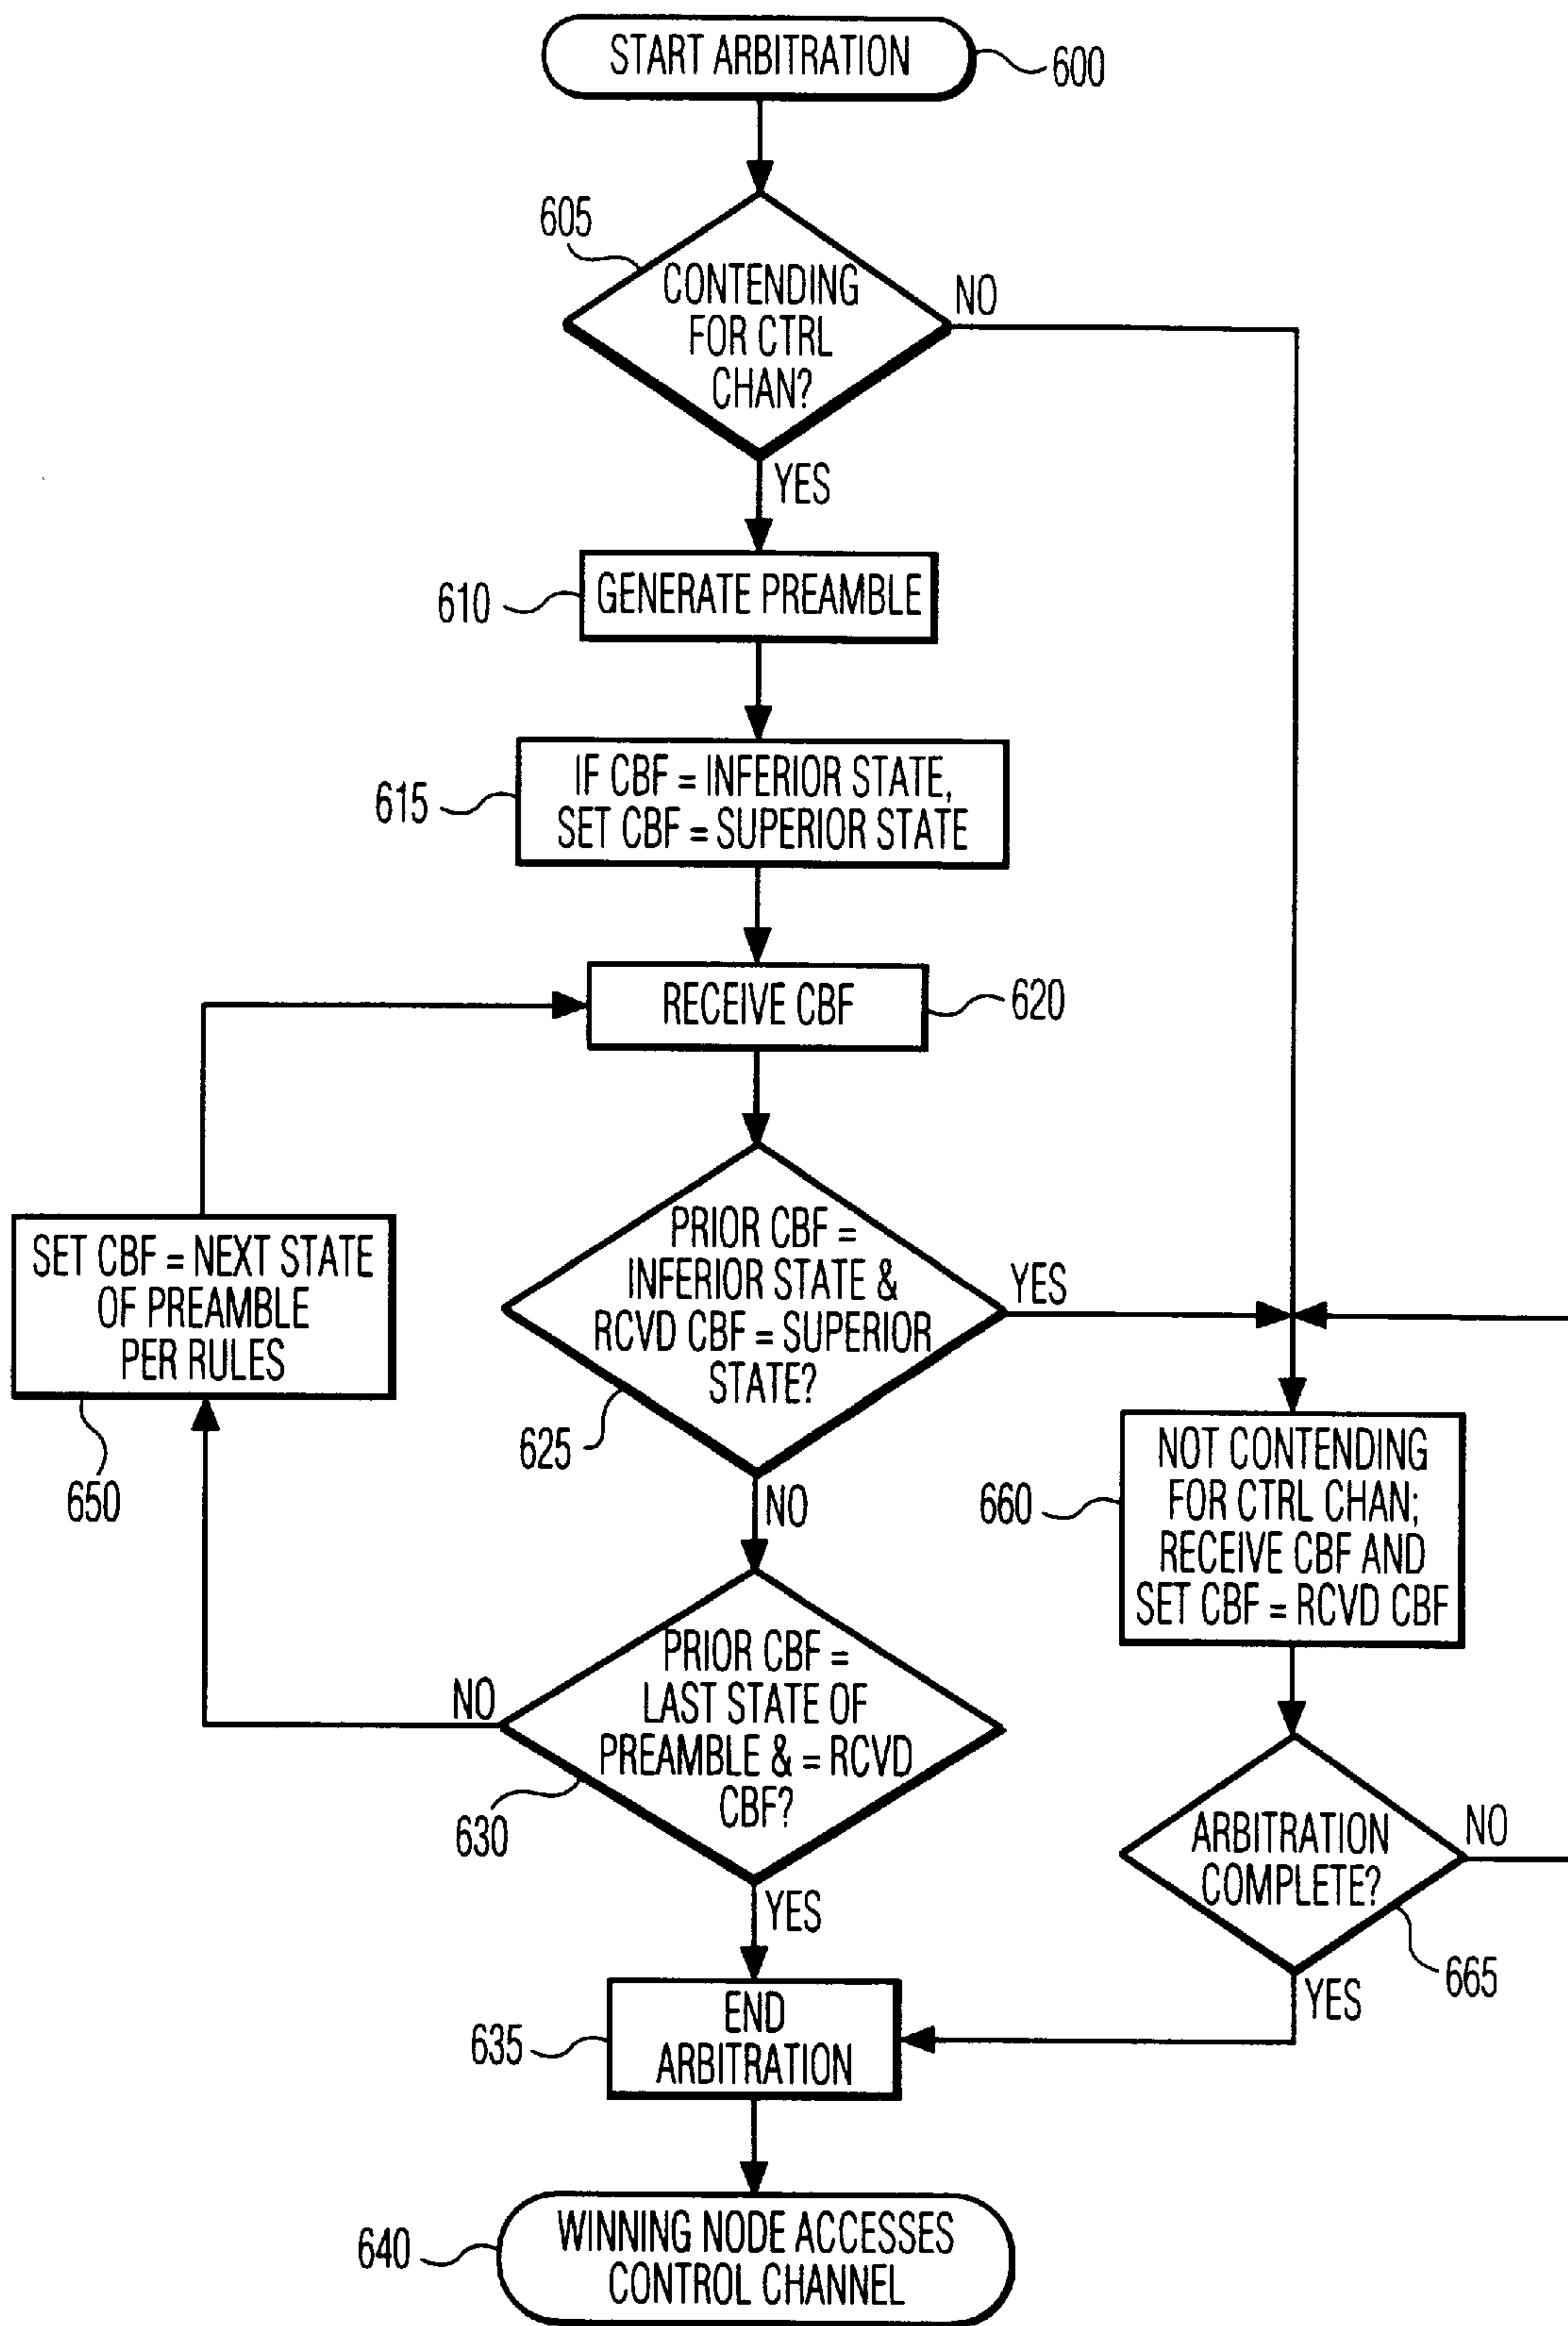 START ARBITRATION
600
605
CONTENDING
FOR CTRL
CHAN?
NO
YES
610
GENERATE PREAMBLE
615
IF CBF = INFERIOR STATE,
SET CBF = SUPERIOR STATE
RECEIVE CBF
620
SET CBF = NEXT STATE
OF PREAMBLE
PER RULES
650
PRIOR CBF =
INFERIOR STATE &
RCVD CBF = SUPERIOR
STATE?
YES
625
NO
660
NOT CONTENDING
FOR CTRL CHAN;
RECEIVE CBF AND
SET CBF = RCVD CBF
NO
PRIOR CBF =
LAST STATE OF
PREAMBLE & = RCVD
CBF?
630
YES
ARBITRATION
COMPLETE?
NO
665
YES
635
END
ARBITRATION
640
WINNING NODE ACCESSES
CONTROL CHANNEL